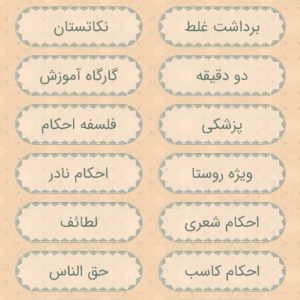 برداشت غلط
نکاتستان
دو دقیقه
گارگاه آموزش
پزشکی
فلسفه احکام
ویژه روستا
احکام نادر
احکام شعری
لطائف
احکام کاسب
حق الناس